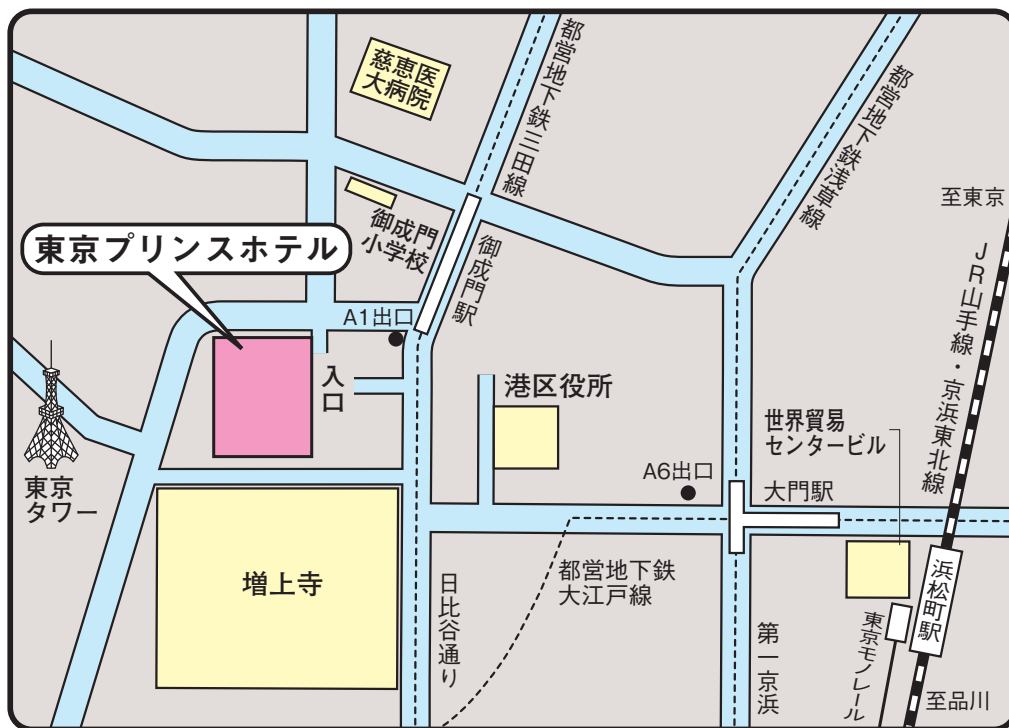 慈恵医
大病院
都営地下鉄三田線
都営地下鉄浅草線
至東京
御成門
小学校
東京プリンスホテル
御成門駅
JR山手線・京浜東北線
A1出口
入口
港区役所
世界貿易
センタービル
A6出口
大門駅
東京
タワー
増上寺
日比谷通り
都営地下鉄
大江戸線
第一京浜
浜松町駅
東京モノレール
至品川